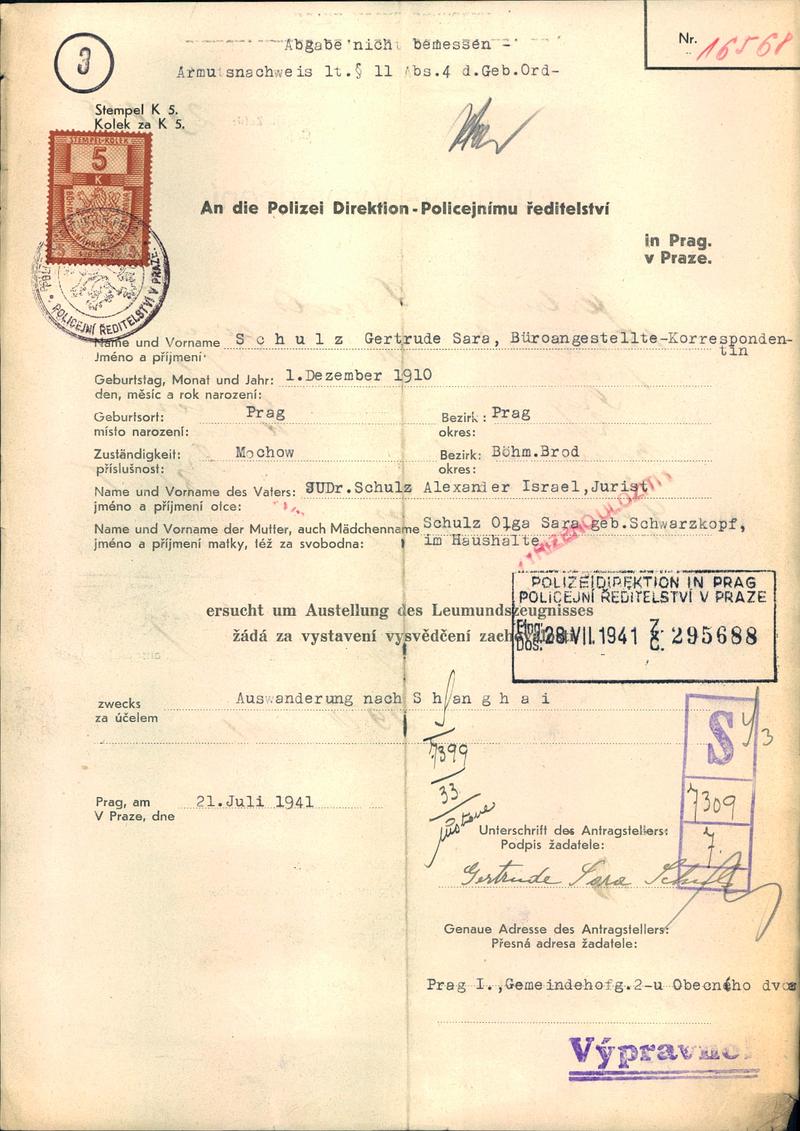 3
Abgabe nicht bemessen -
Armutsnachweis lt.§ 11 Abs.4 d.Geb.Ord-
Nr. 16568
Stempel K 5.
Kolek za K 5.
STEMPEL-KOLEK
5
K
POLICEJNÍ ŘEDITELSTVÍ V PRAZE
An die Polizei Direktion-Policejnímu ředitelství
in Prag.
v Praze.
Name und Vorname S c h u l z Gertrude Sara, Büroangestellte-Korresponden-
tin
Jméno a příjmení
Geburtstag, Monat und Jahr: 1.Dezember 1910
den, měsíc a rok narození:
Geburtsort: Prag Bezirk: Prag
místo narození: okres:
Zuständigkeit: Mochow Bezirk: Böhm.Brod
příslušnost: okres:
Name und Vorname des Vaters: JUDr.Schulz Alexander Israel,Jurist
jméno a příjmení otce:
Name und Vorname der Mutter, auch Mädchenname Schulz Olga Sara geb.Schwarzkopf,
jméno a příjmení matky, též za svobodna: im Haushalte
POLIZEIDIREKTION IN PRAG
POLICEJNÍ ŘEDITELSTVÍ V PRAZE
ersucht um Austellung des Leumundszeugnisses
žádá za vystavení vysvědčení
Dos. 28 VII. 1941 Z. Č. 295688
zwecks Auswanderung nach S h a n g h a i
za účelem
S
7399
33
7309
7.
Prag, am 21.Juli 1941
V Praze, dne
Unterschrift des Antragstellers:
Podpis žadatele:
Gertrude Sara Schulz
Genaue Adresse des Antragstellers:
Přesná adresa žadatele:
Prag I.,Gemeindehofg.2-u Obecného